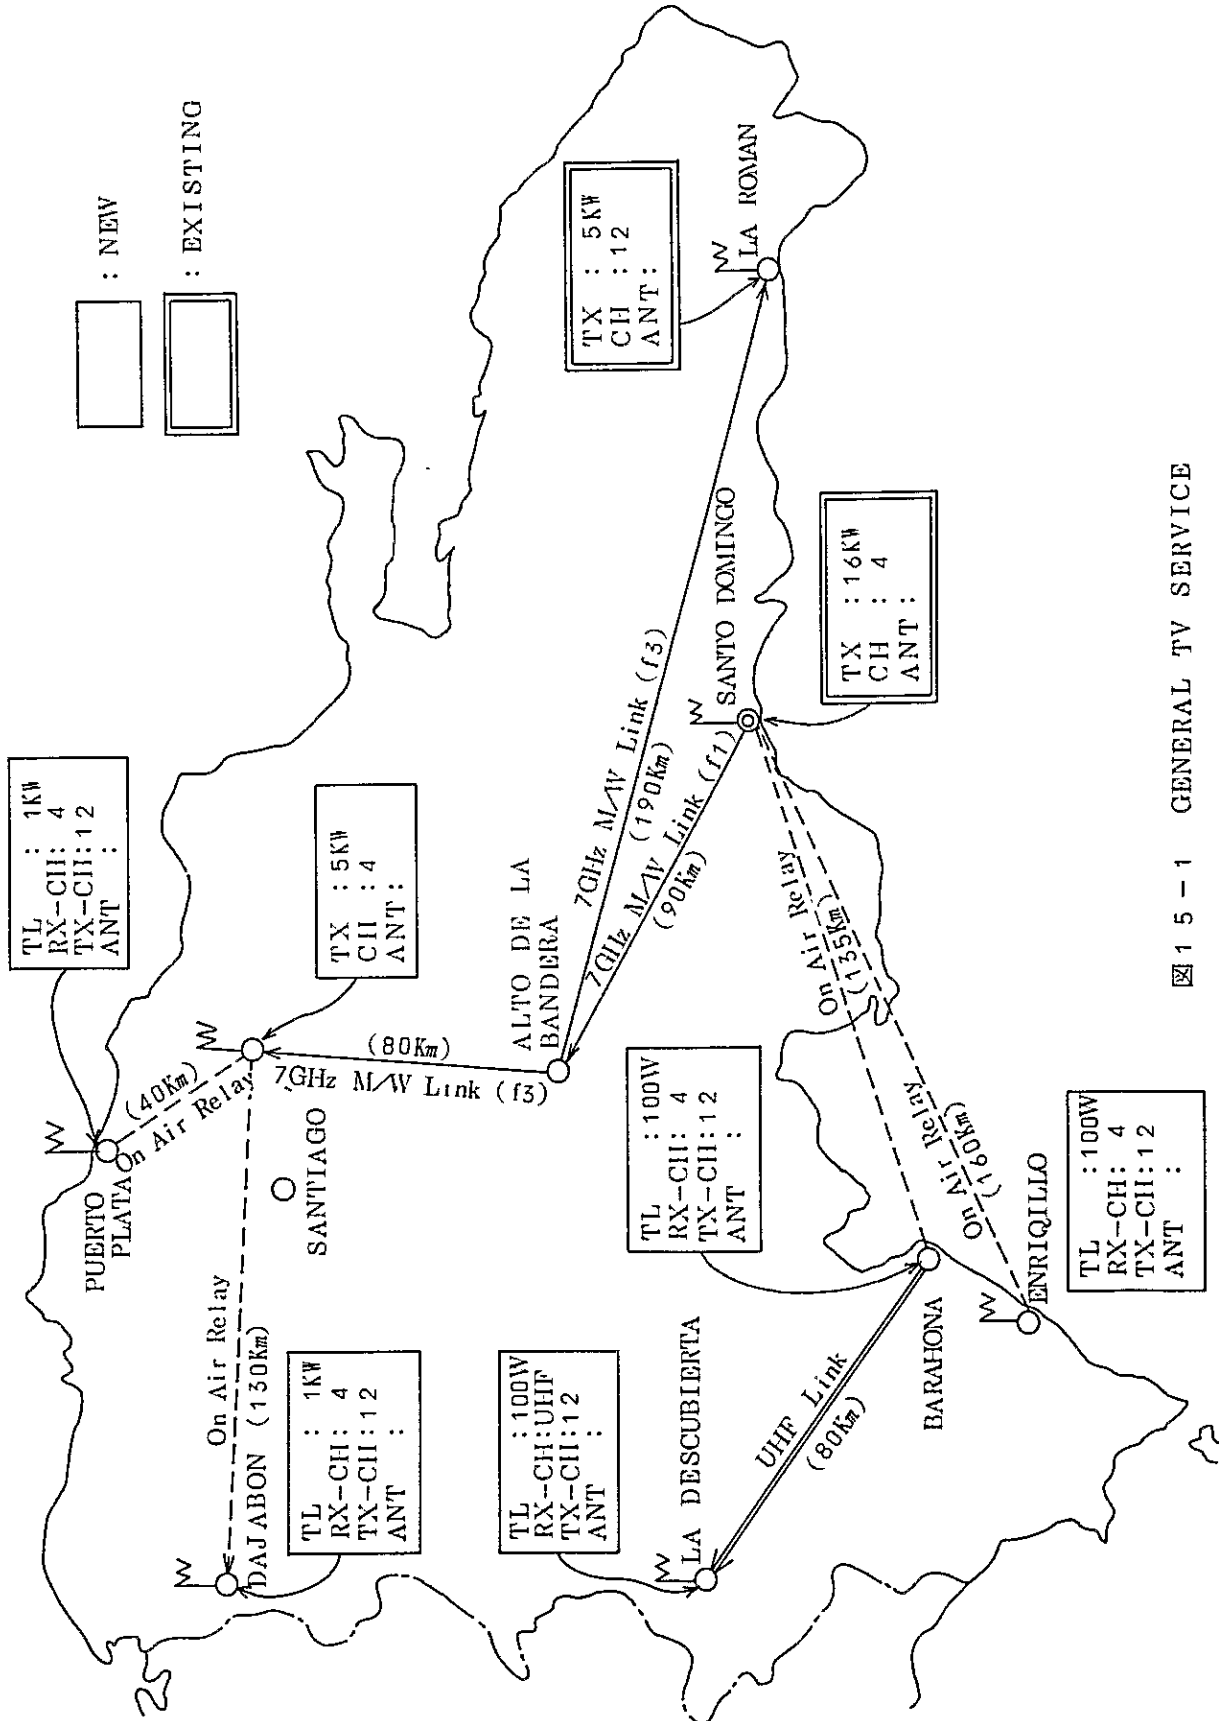 : NEW
: EXISTING
TL : 1KW
RX-CH: 4
TX-CH:12
ANT :
PUERTO
PLATA
(40Km)
On Air Relay
TX :5KW
CH :4
ANT:
(80Km)
7GHz M/W Link (f3)
SANTIAGO
On Air Relay
(130Km)
DAJABON
TL : 1KW
RX-CH: 4
TX-CH:12
ANT :
ALTO DE LA
BANDERA
7GHz M/W Link (f3)
(190Km)
7GHz M/W Link (f1)
(90Km)
TX : 5KW
CH :12
ANT:
LA ROMAN
SANTO DOMINGO
TX :16KW
CH : 4
ANT :
TL :100W
RX-CH:UHF
TX-CH:12
ANT :
LA DESCUBIERTA
UHF Link
(80Km)
TL :100W
RX-CH: 4
TX-CH:12
ANT :
BARAHONA
On Air Relay
(135Km)
On Air Relay
(160Km)
ENRIQILLO
TL :100W
RX-CH: 4
TX-CH:12
ANT :
図15-1 GENERAL TV SERVICE